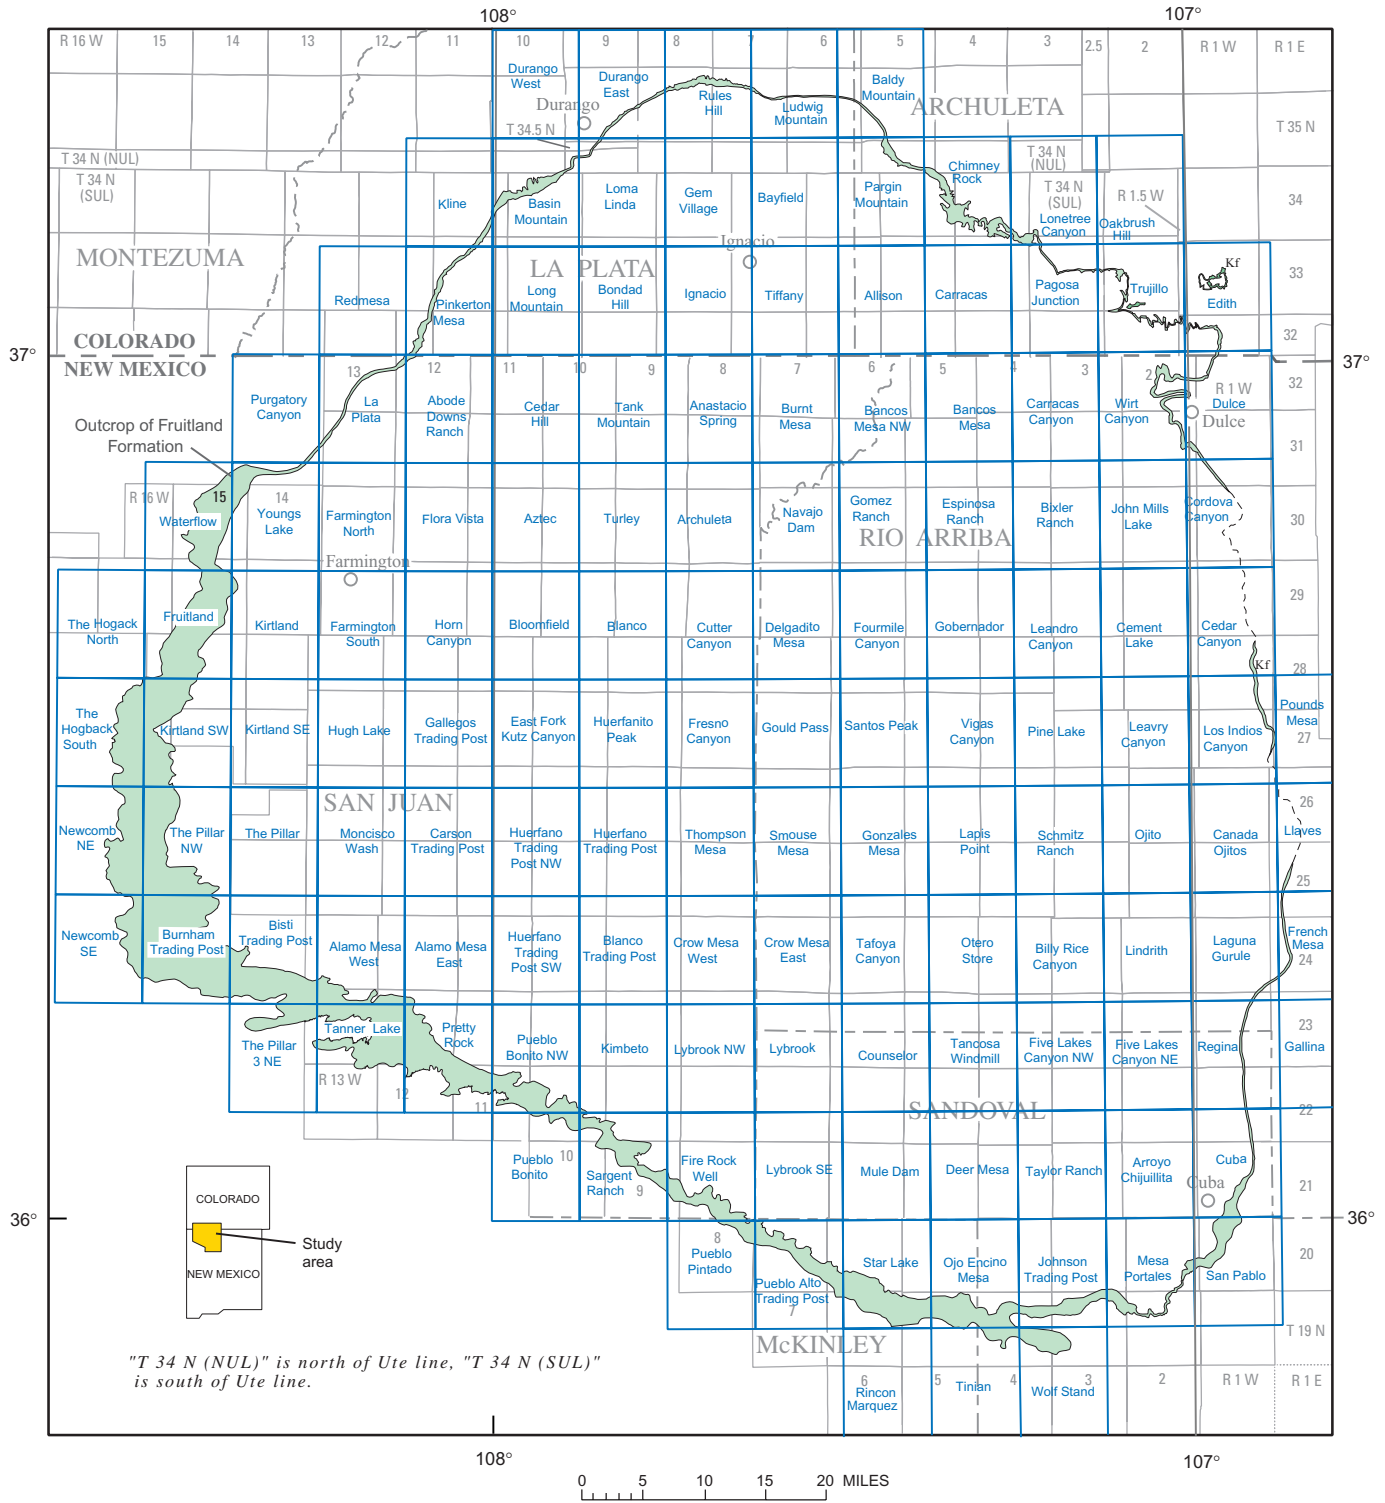 108°
107°
R 16 W
15
14
13
12
11
10
9
8
7
6
5
4
3
2.5
2
R 1 W
R 1 E
Durango
West
Durango
East
Rules
Hill
Ludwig
Mountain
Baldy
Mountain
ARCHULETA
Durango
T 34.5 N
T 35 N
T 34 N (NUL)
T 34 N
(SUL)
Kline
Basin
Mountain
Loma
Linda
Gem
Village
Bayfield
Pargin
Mountain
Chimney
Rock
T 34 N
(NUL)
T 34 N
(SUL)
Lonetree
Canyon
R 1.5 W
Oakbrush
Hill
34
MONTEZUMA
LA PLATA
Ignacio
Redmesa
Pinkerton
Mesa
Long
Mountain
Bondad
Hill
Ignacio
Tiffany
Allison
Carracas
Pagosa
Junction
Trujillo
Kf
Edith
33
32
COLORADO
NEW MEXICO
37°
37°
13
12
11
10
9
8
7
6
5
4
3
2
R 1 W
32
Purgatory
Canyon
La
Plata
Abode
Downs
Ranch
Cedar
Hill
Tank
Mountain
Anastacio
Spring
Burnt
Mesa
Bancos
Mesa NW
Bancos
Mesa
Carracas
Canyon
Wirt
Canyon
Dulce
Dulce
31
Outcrop of Fruitland
Formation
R 16 W
15
14
Waterflow
Youngs
Lake
Farmington
North
Flora Vista
Aztec
Turley
Archuleta
Navajo
Dam
Gomez
Ranch
Espinosa
Ranch
Bixler
Ranch
John Mills
Lake
Cordova
Canyon
30
RIO ARRIBA
Farmington
The Hogack
North
Fruitland
Kirtland
Farmington
South
Horn
Canyon
Bloomfield
Blanco
Cutter
Canyon
Delgadito
Mesa
Fourmile
Canyon
Gobernador
Leandro
Canyon
Cement
Lake
Cedar
Canyon
29
Kf
28
The
Hogback
South
Kirtland SW
Kirtland SE
Hugh Lake
Gallegos
Trading Post
East Fork
Kutz Canyon
Huerfanito
Peak
Fresno
Canyon
Gould Pass
Santos Peak
Vigas
Canyon
Pine Lake
Leavry
Canyon
Los Indios
Canyon
Pounds
Mesa
27
SAN JUAN
26
Newcomb
NE
The Pillar
NW
The Pillar
Moncisco
Wash
Carson
Trading Post
Huerfano
Trading
Post NW
Huerfano
Trading Post
Thompson
Mesa
Smouse
Mesa
Gonzales
Mesa
Lapis
Point
Schmitz
Ranch
Ojito
Canada
Ojitos
Llaves
25
Newcomb
SE
Burnham
Trading Post
Bisti
Trading Post
Alamo Mesa
West
Alamo Mesa
East
Huerfano
Trading
Post SW
Blanco
Trading Post
Crow Mesa
West
Crow Mesa
East
Tafoya
Canyon
Otero
Store
Billy Rice
Canyon
Lindrith
Laguna
Gurule
French
Mesa
24
The Pillar
3 NE
Tanner Lake
Pretty
Rock
Pueblo
Bonito NW
Kimbeto
Lybrook NW
Lybrook
Counselor
Tancosa
Windmill
Five Lakes
Canyon NW
Five Lakes
Canyon NE
Regina
23
Gallina
R 13 W
12
11
SANDOVAL
22
Pueblo
Bonito
10
Sargent
Ranch
9
Fire Rock
Well
Lybrook SE
Mule Dam
Deer Mesa
Taylor Ranch
Arroyo
Chijuillita
Cuba
Cuba
21
36°
36°
8
Pueblo
Pintado
Pueblo Alto
Trading Post
7
Star Lake
Ojo Encino
Mesa
Johnson
Trading Post
Mesa
Portales
San Pablo
20
McKINLEY
T 19 N
6
Rincon
Marquez
5
Tinian
4
3
Wolf Stand
2
R 1 W
R 1 E
COLORADO
NEW MEXICO
Study
area
"T 34 N (NUL)" is north of Ute line, "T 34 N (SUL)"
is south of Ute line.
108°
107°
0 5 10 15 20 MILES